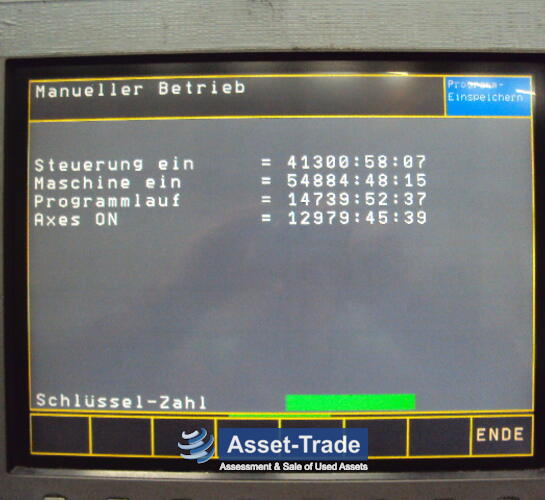 Manueller Betrieb
Programm-
Einspeichern
Steuerung ein = 41300:58:07
Maschine ein = 54884:48:15
Programmlauf = 14739:52:37
Axes ON = 12979:45:39
Schlüssel-Zahl
ENDE
Asset-Trade
Assessment & Sale of Used Assets